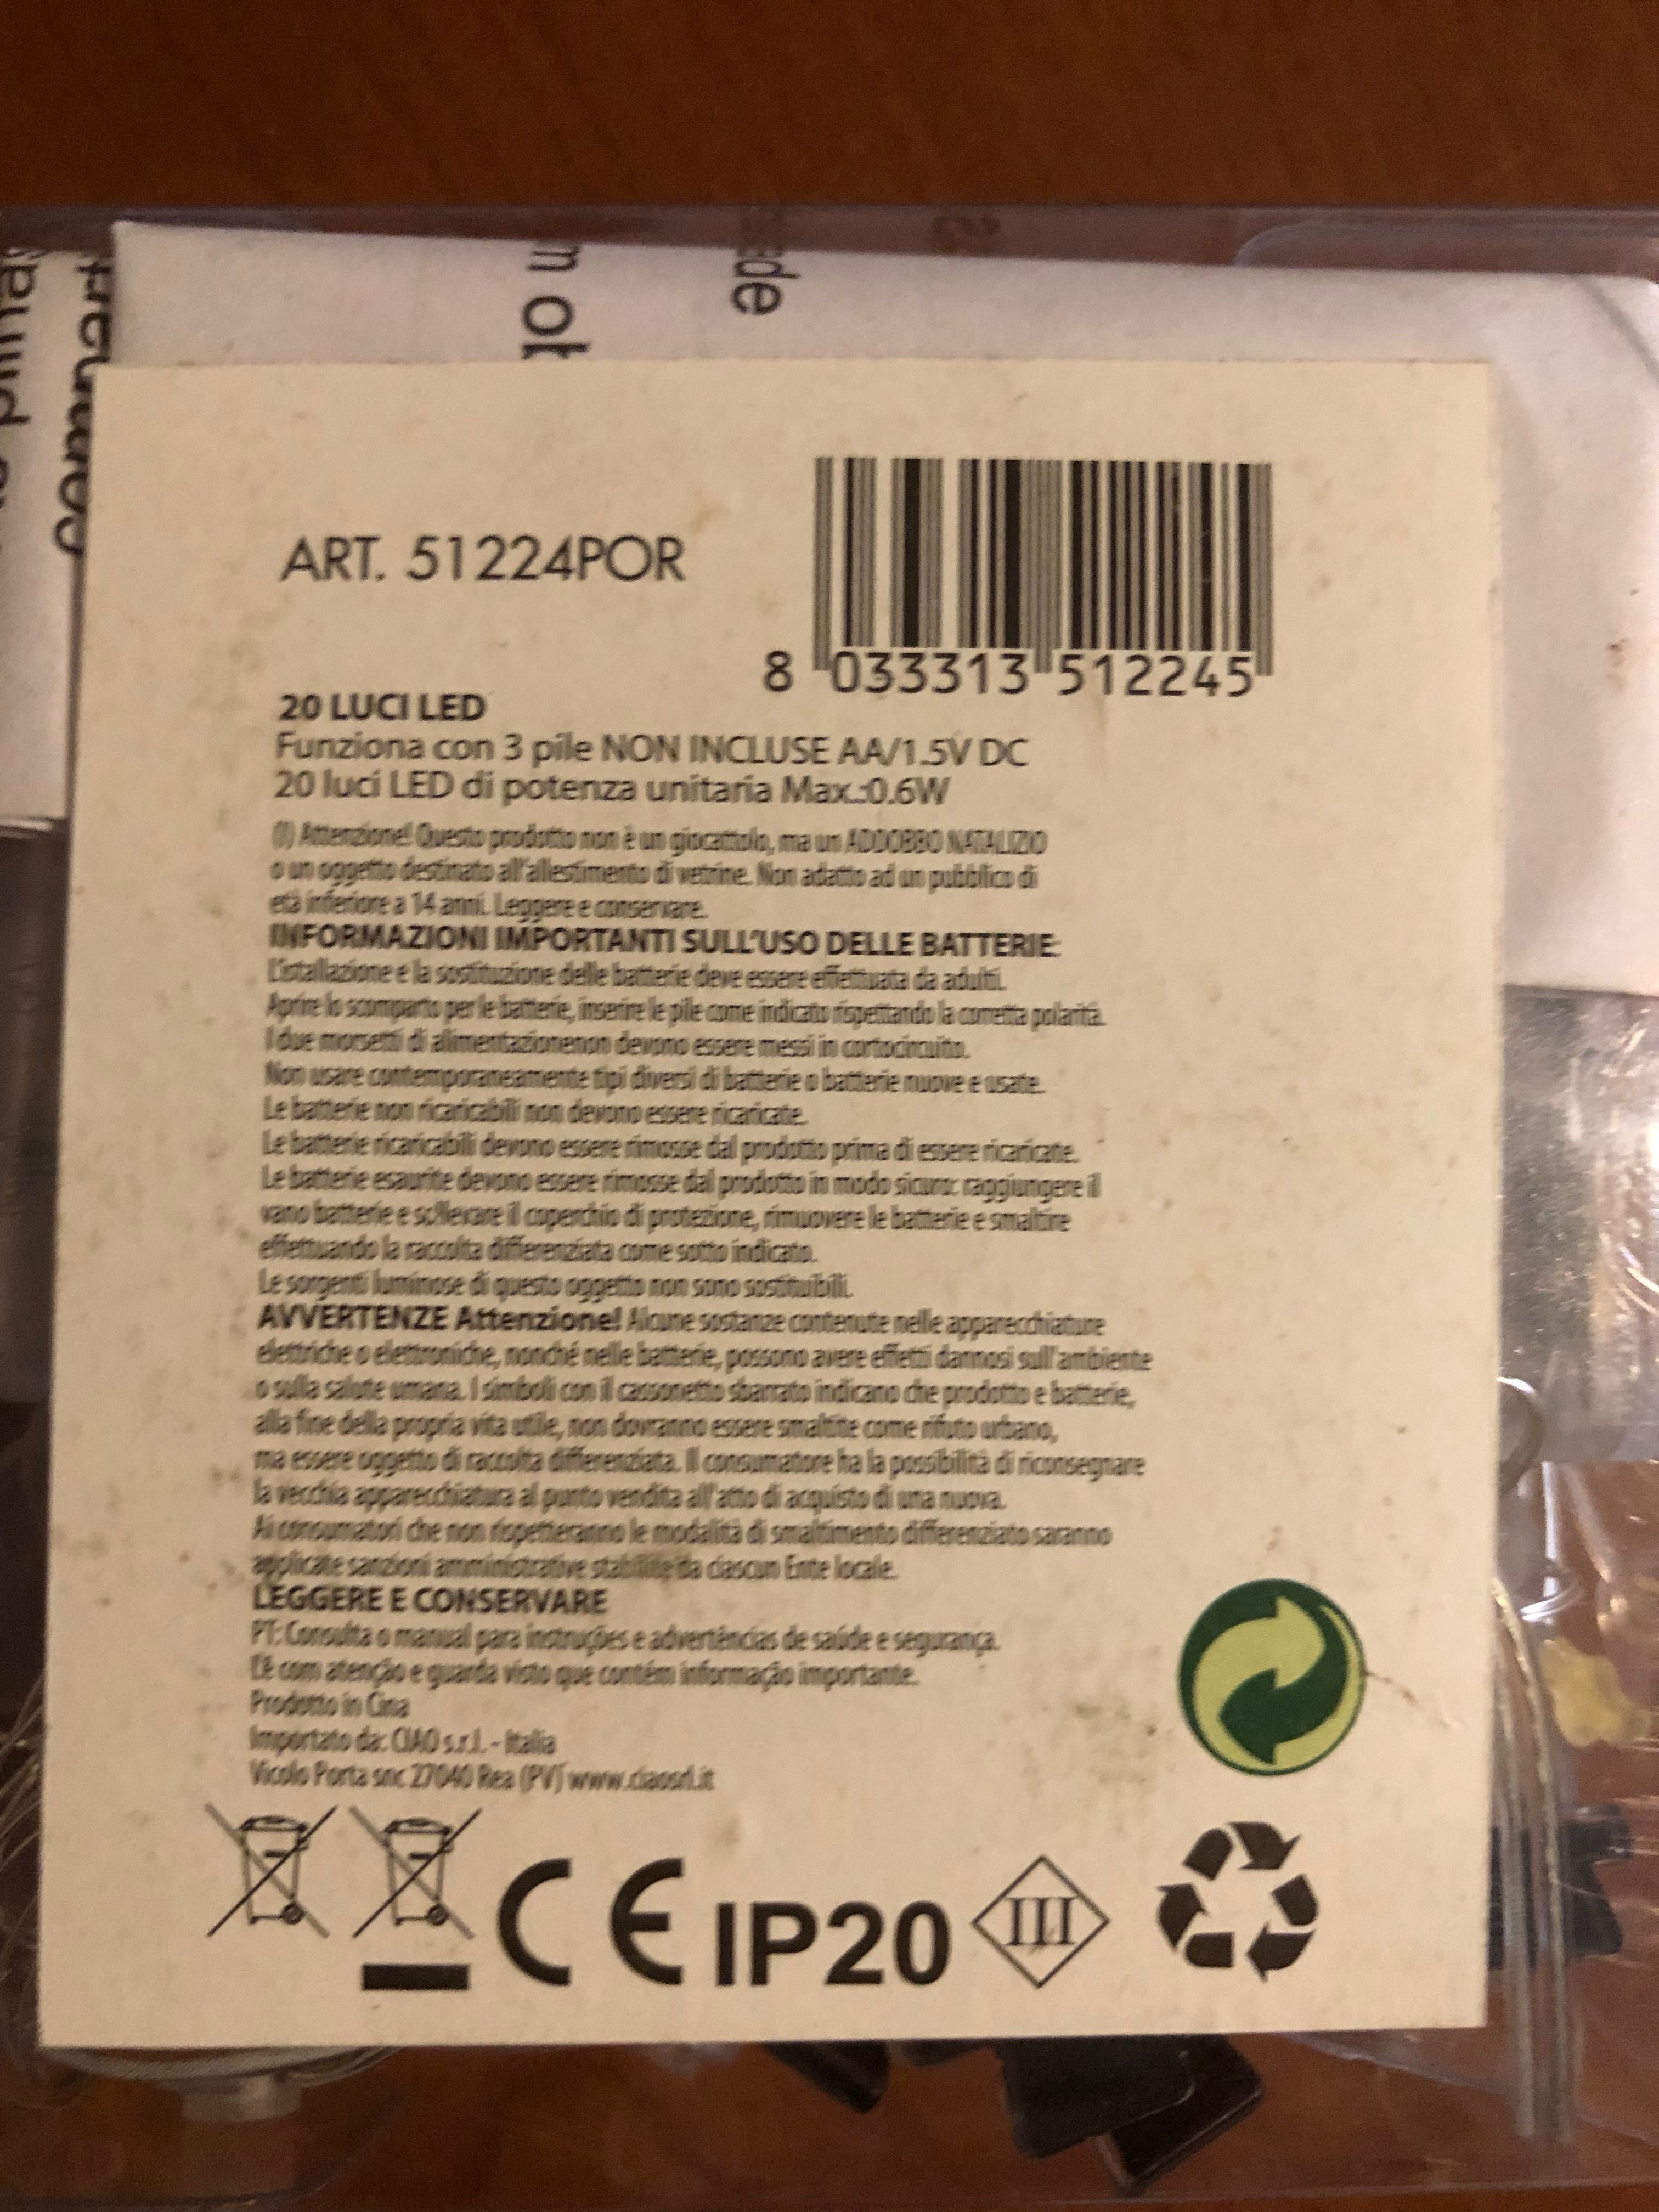 m ot
ade
ART. 51224POR
8 033313 512245
20 LUCI LED
Funziona con 3 pile NON INCLUSE AA/1.5V DC
20 luci LED di potenza unitaria Max.:0.6W
(I) Attenzione! Questo prodotto non è un giocattolo, ma un ADDOBBO NATALIZIO
o un oggetto destinato all'allestimento di vetrine. Non adatto ad un pubblico di
età inferiore a 14 anni. Leggere e conservare.
INFORMAZIONI IMPORTANTI SULL'USO DELLE BATTERIE:
L'istallazione e la sostituzione delle batterie deve essere effettuata da adulti.
Aprire lo scomparto per le batterie, inserire le pile come indicato rispettando la corretta polarità.
I due morsetti di alimentazionenon devono essere messi in cortocircuito.
Non usare contemporaneamente tipi diversi di batterie o batterie nuove e usate.
Le batterie non ricaricabili non devono essere ricaricate.
Le batterie ricaricabili devono essere rimosse dal prodotto prima di essere ricaricate.
Le batterie esaurite devono essere rimosse dal prodotto in modo sicuro: raggiungere il
vano batterie e sollevare il coperchio di protezione, rimuovere le batterie e smaltire
effettuando la raccolta differenziata come sotto indicato.
Le sorgenti luminose di questo oggetto non sono sostituibili.
AVVERTENZE Attenzione! Alcune sostanze contenute nelle apparecchiature
elettriche o elettroniche, nonché nelle batterie, possono avere effetti dannosi sull'ambiente
o sulla salute umana. I simboli con il cassonetto sbarrato indicano che prodotto e batterie,
alla fine della propria vita utile, non dovranno essere smaltite come rifiuto urbano,
ma essere oggetto di raccolta differenziata. Il consumatore ha la possibilità di riconsegnare
la vecchia apparecchiatura al punto vendita all'atto di acquisto di una nuova.
Ai consumatori che non rispetteranno le modalità di smaltimento differenziato saranno
applicate sanzioni amministrative stabilite da ciascun Ente locale.
LEGGERE E CONSERVARE
PT: Consulta o manual para instruções e advertências de saúde e segurança.
Lê com atenção e guarda visto que contém informação importante.
Prodotto in Cina
Importato da: CIAO s.r.l. - Italia
Vicolo Porta snc 27040 Rea (PV) www.ciaosrl.it
CE IP20 III